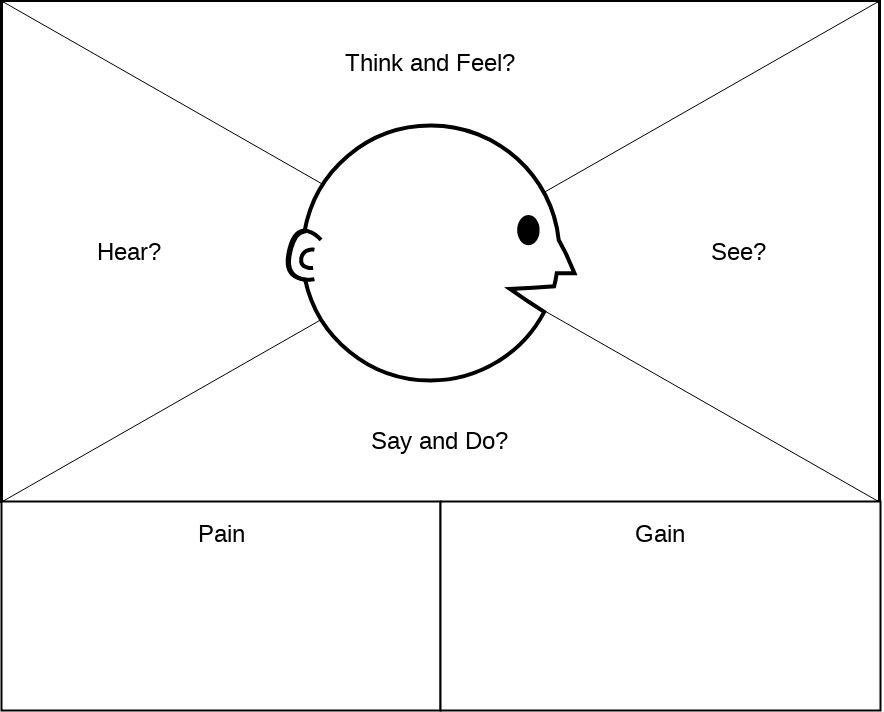 Think and Feel?
Hear?
See?
Say and Do?
Pain
Gain